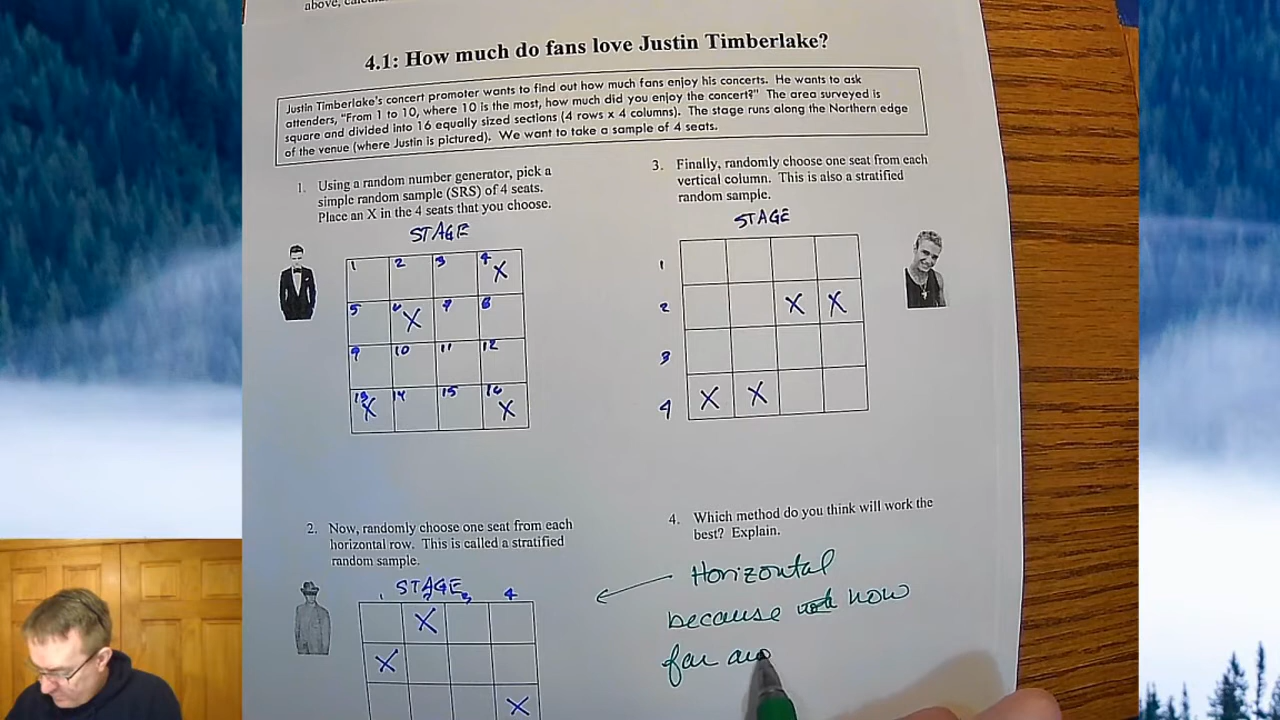 above,
4.1: How much do fans love Justin Timberlake?
Justin Timberlake's concert promoter wants to find out how much fans enjoy his concerts. He wants to ask
attenders, "From 1 to 10, where 10 is the most, how much did you enjoy the concert?" The area surveyed is
square and divided into 16 equally sized sections (4 rows x 4 columns). The stage runs along the Northern edge
of the venue (where Justin is pictured). We want to take a sample of 4 seats.
1. Using a random number generator, pick a
simple random sample (SRS) of 4 seats.
Place an X in the 4 seats that you choose.
STAGE
1 2 3 4 X
5 6 X 7 8
9 10 11 12
13 X 14 15 16 X
3. Finally, randomly choose one seat from each
vertical column. This is also a stratified
random sample.
STAGE
1
2 X X
3
4 X X
2. Now, randomly choose one seat from each
horizontal row. This is called a stratified
random sample.
STAGE
1 2 3 4
X
X
X
4. Which method do you think will work the
best? Explain.
Horizontal
because how
far